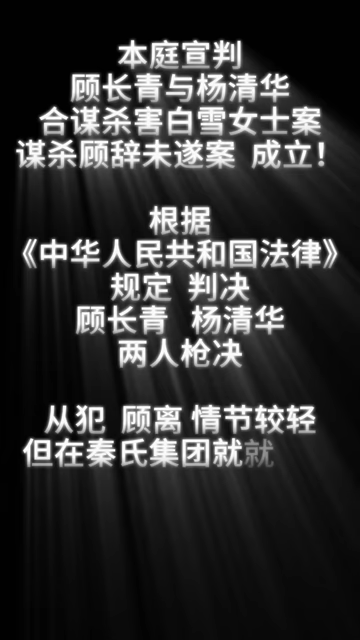 本庭宣判
顾长青与杨清华
合谋杀害白雪女士案
谋杀顾辞未遂案 成立！
根据
《中华人民共和国法律》
规定 判决
顾长青 杨清华
两人枪决
从犯 顾离 情节较轻
但在秦氏集团就就